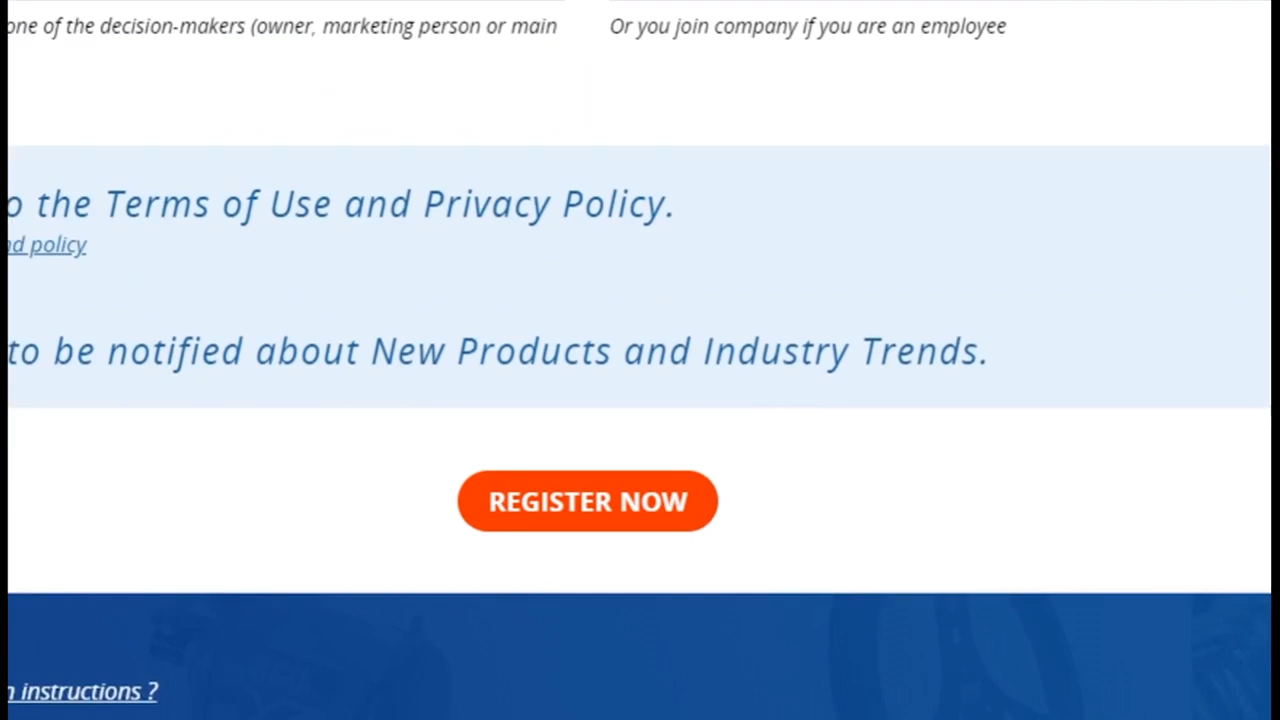 one of the decision-makers (owner, marketing person or main
Or you join company if you are an employee
o the Terms of Use and Privacy Policy.
nd policy
to be notified about New Products and Industry Trends.
REGISTER NOW
n instructions ?